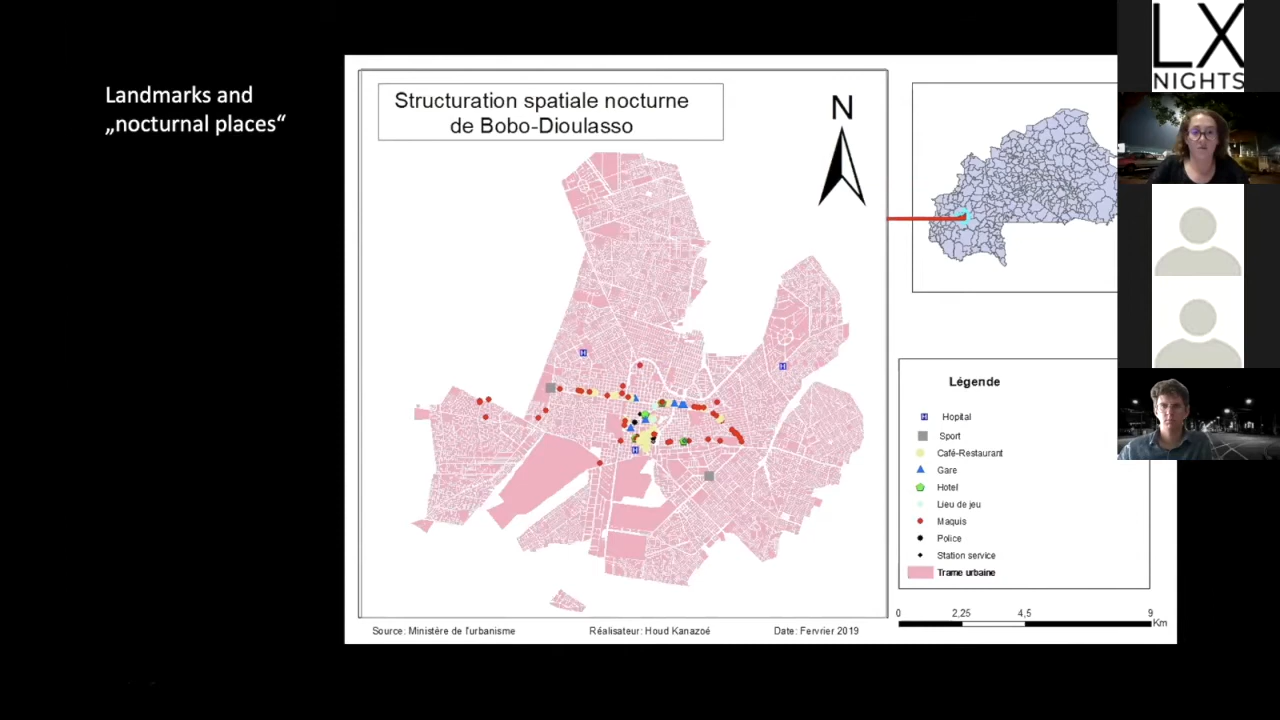 Landmarks and
„nocturnal places“
Structuration spatiale nocturne
de Bobo-Dioulasso
N
H
H
H
Légende
H Hopital
Sport
Café-Restaurant
Gare
Hotel
Lieu de jeu
Maquis
Police
Station service
Trame urbaine
Source: Ministère de l'urbanisme
Réalisateur: Houd Kanazoé
Date: Fervrier 2019
0 2,25 4,5 9
Km
LX
NIGHTS